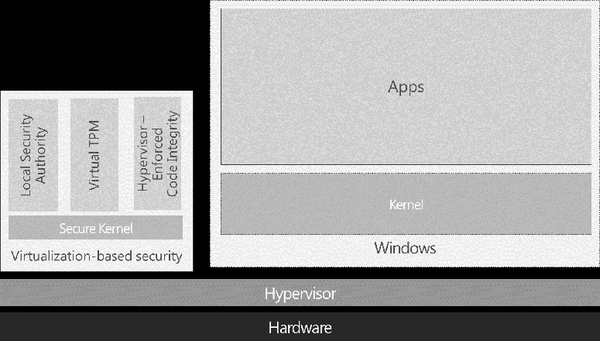 Local Security
Authority
Virtual TPM
Hypervisor –
Enforced
Code Integrity
Secure Kernel
Virtualization-based security
Apps
Kernel
Windows
Hypervisor
Hardware